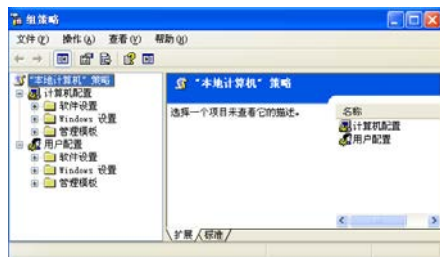 组策略
文件(F) 操作(A) 查看(V) 帮助(H)
"本地计算机" 策略
计算机配置
软件设置
Windows 设置
管理模板
用户配置
软件设置
Windows 设置
管理模板
"本地计算机" 策略
选择一个项目来查看它的描述。
名称
计算机配置
用户配置
扩展 标准